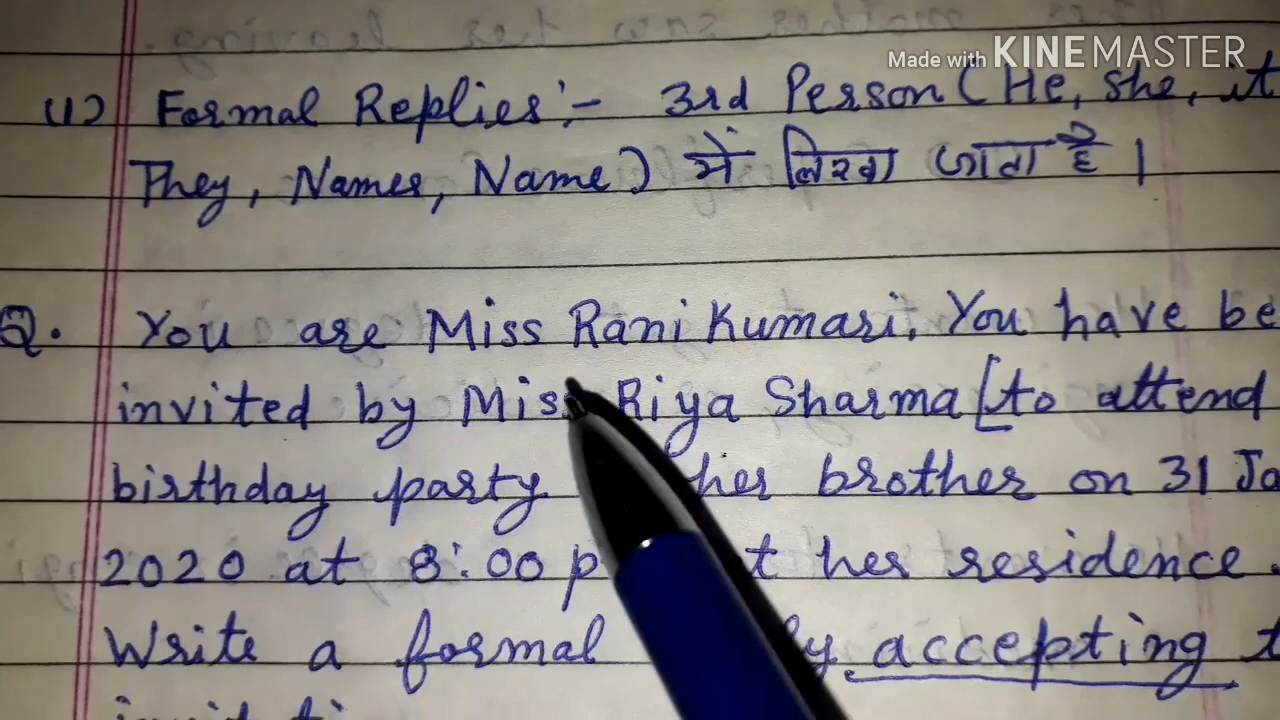 Made with KINEMASTER
(1) Formal Replies :- 3rd Person (He, She, it
They, Names, Name) में लिखा जाता है।
Q. You are Miss Rani Kumari. You have be
invited by Miss Riya Sharma [to attend
birthday party her brother on 31 Ja
2020 at 8:00 p t her residence.
Write a formal y accepting t